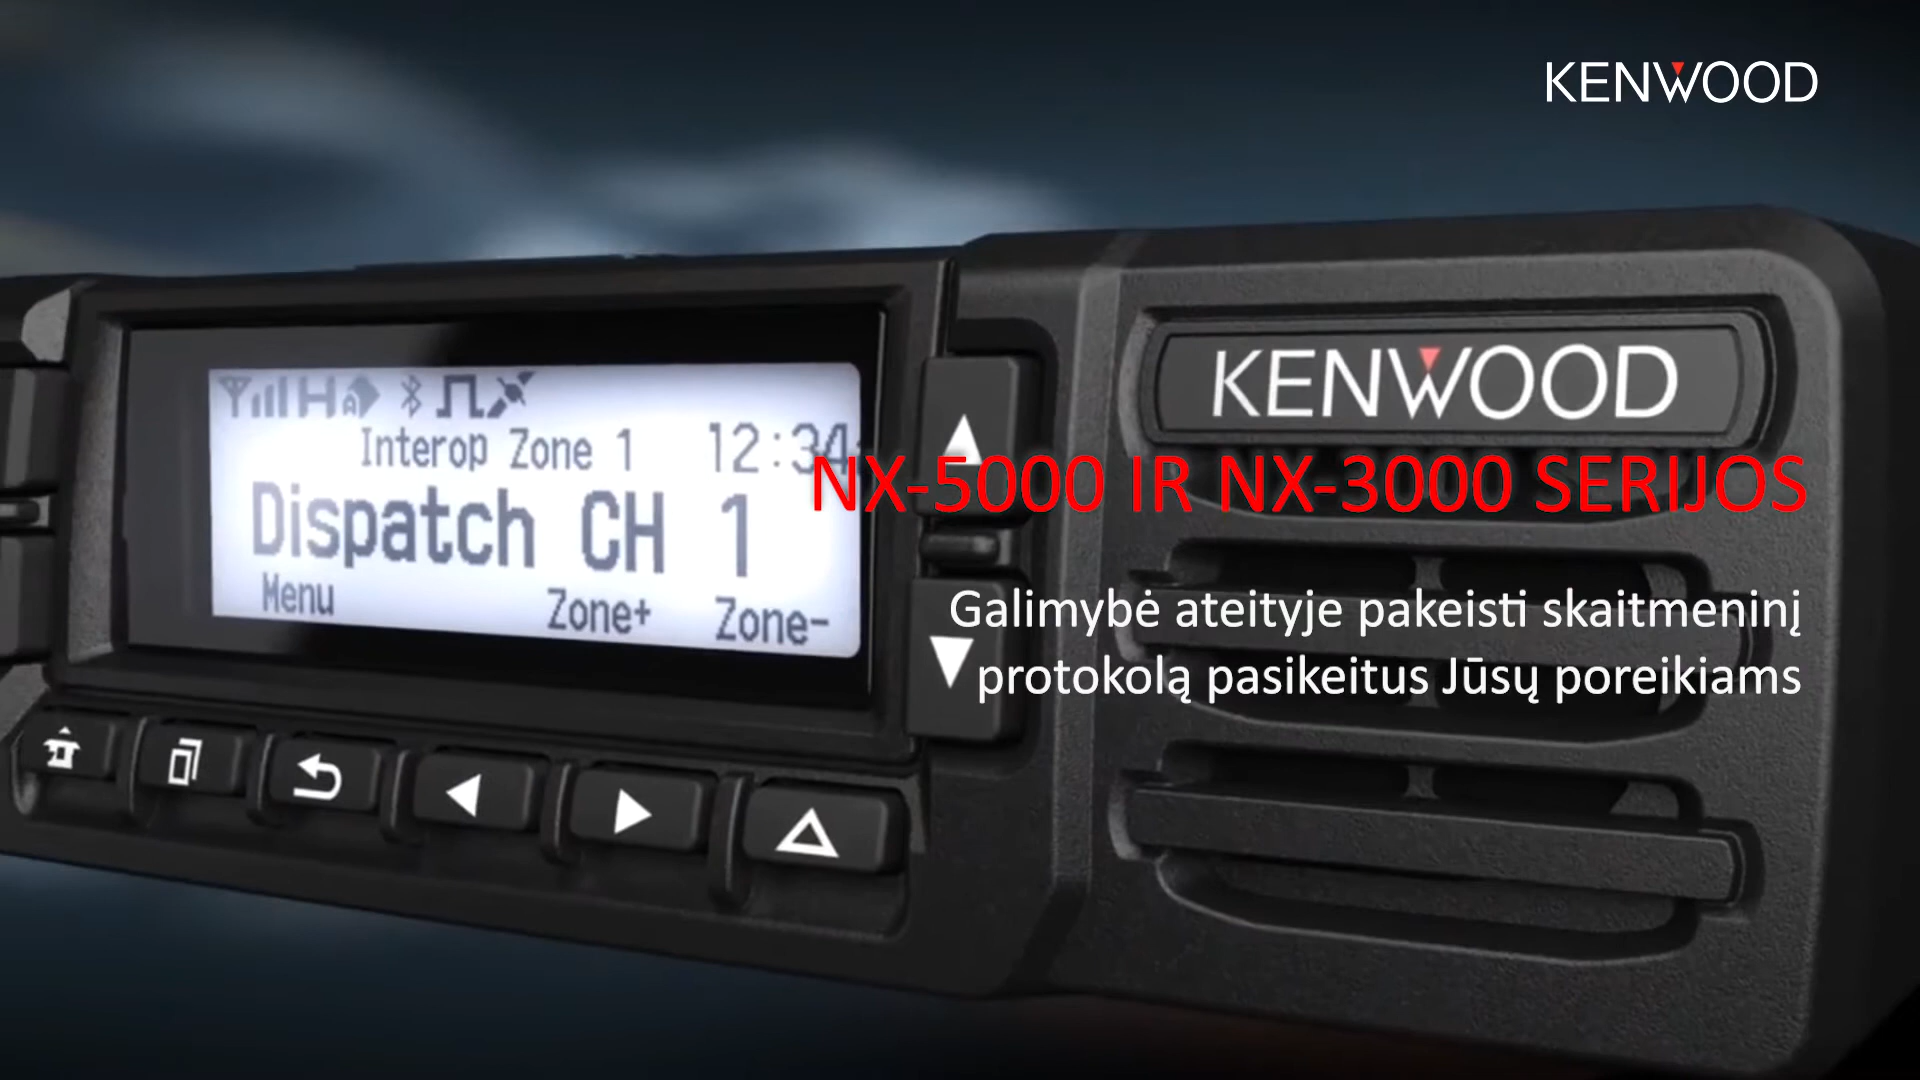 KENWOOD
KENWOOD
Interop Zone 1 12:34
Dispatch CH 1
Menu Zone+ Zone-
NX-5000 IR NX-3000 SERIJOS
Galimybė ateityje pakeisti skaitmeninį
protokolą pasikeitus Jūsų poreikiams